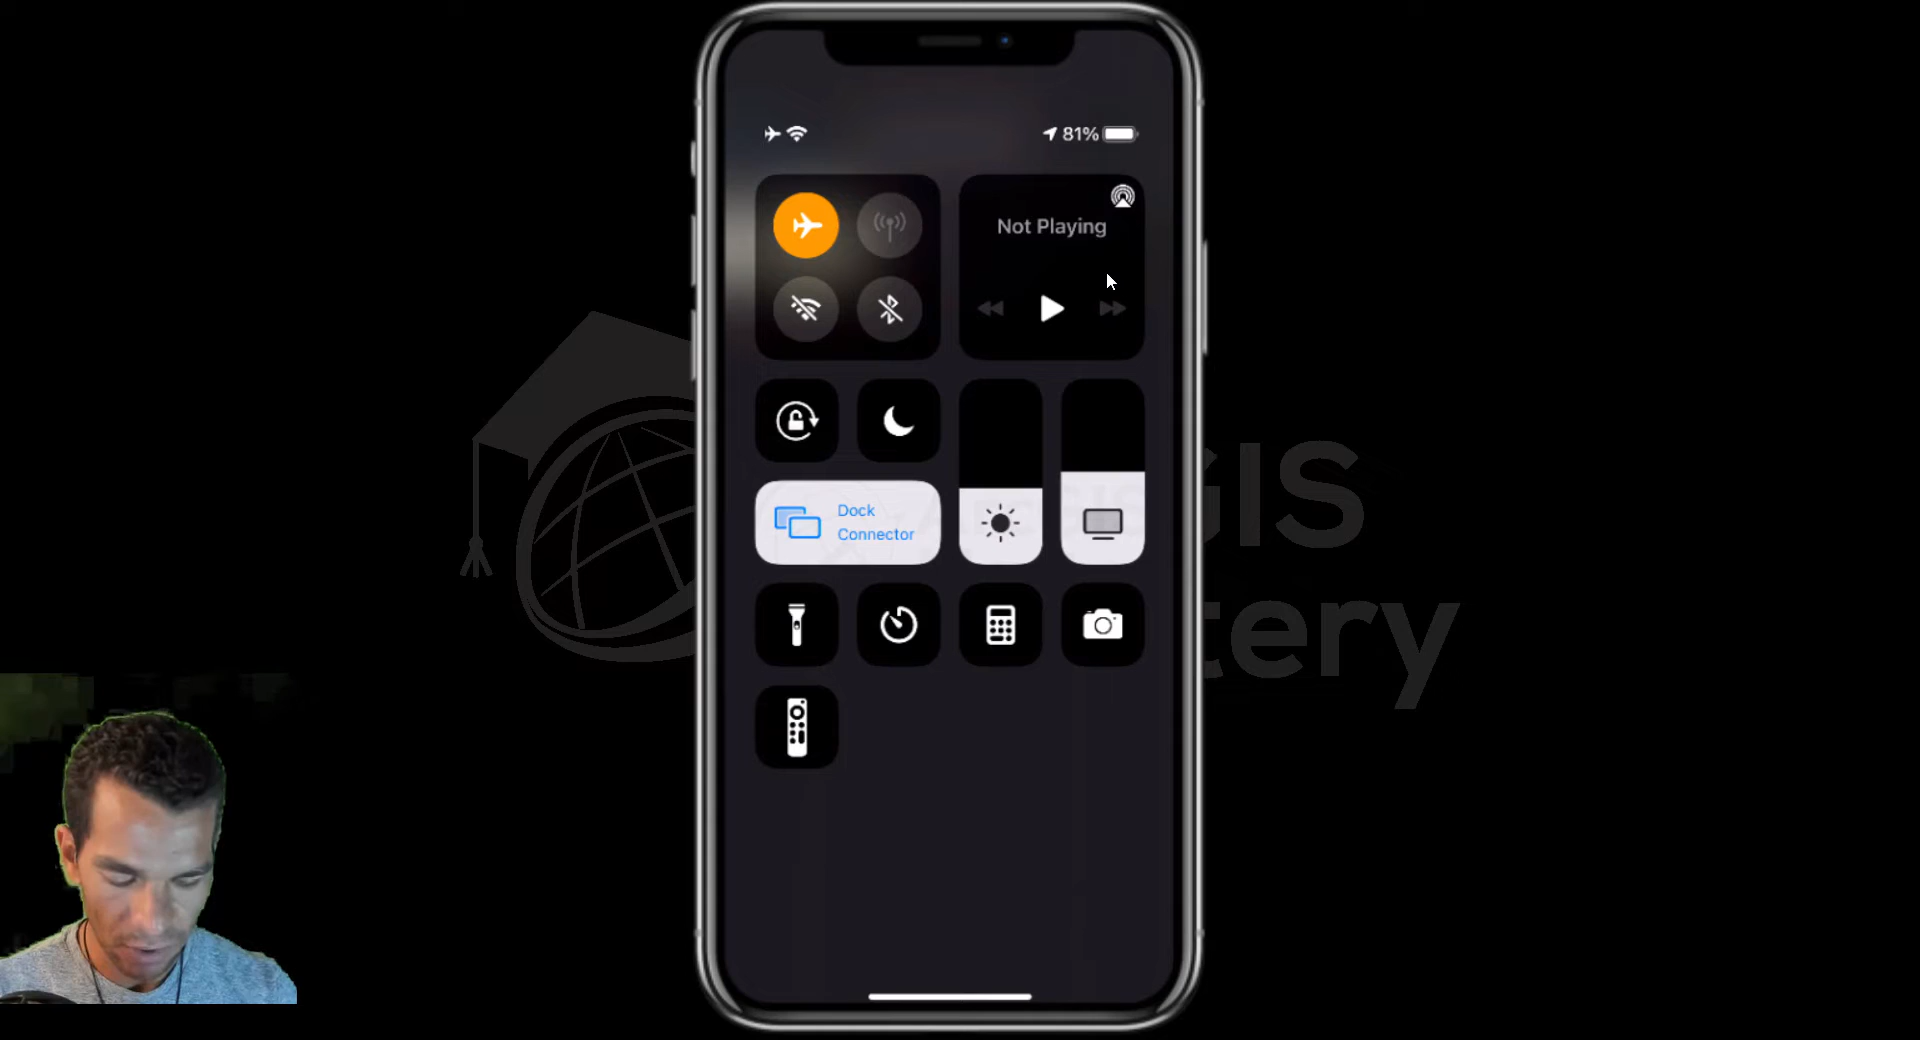 81%
Not Playing
Dock
Connector
GIS
tery